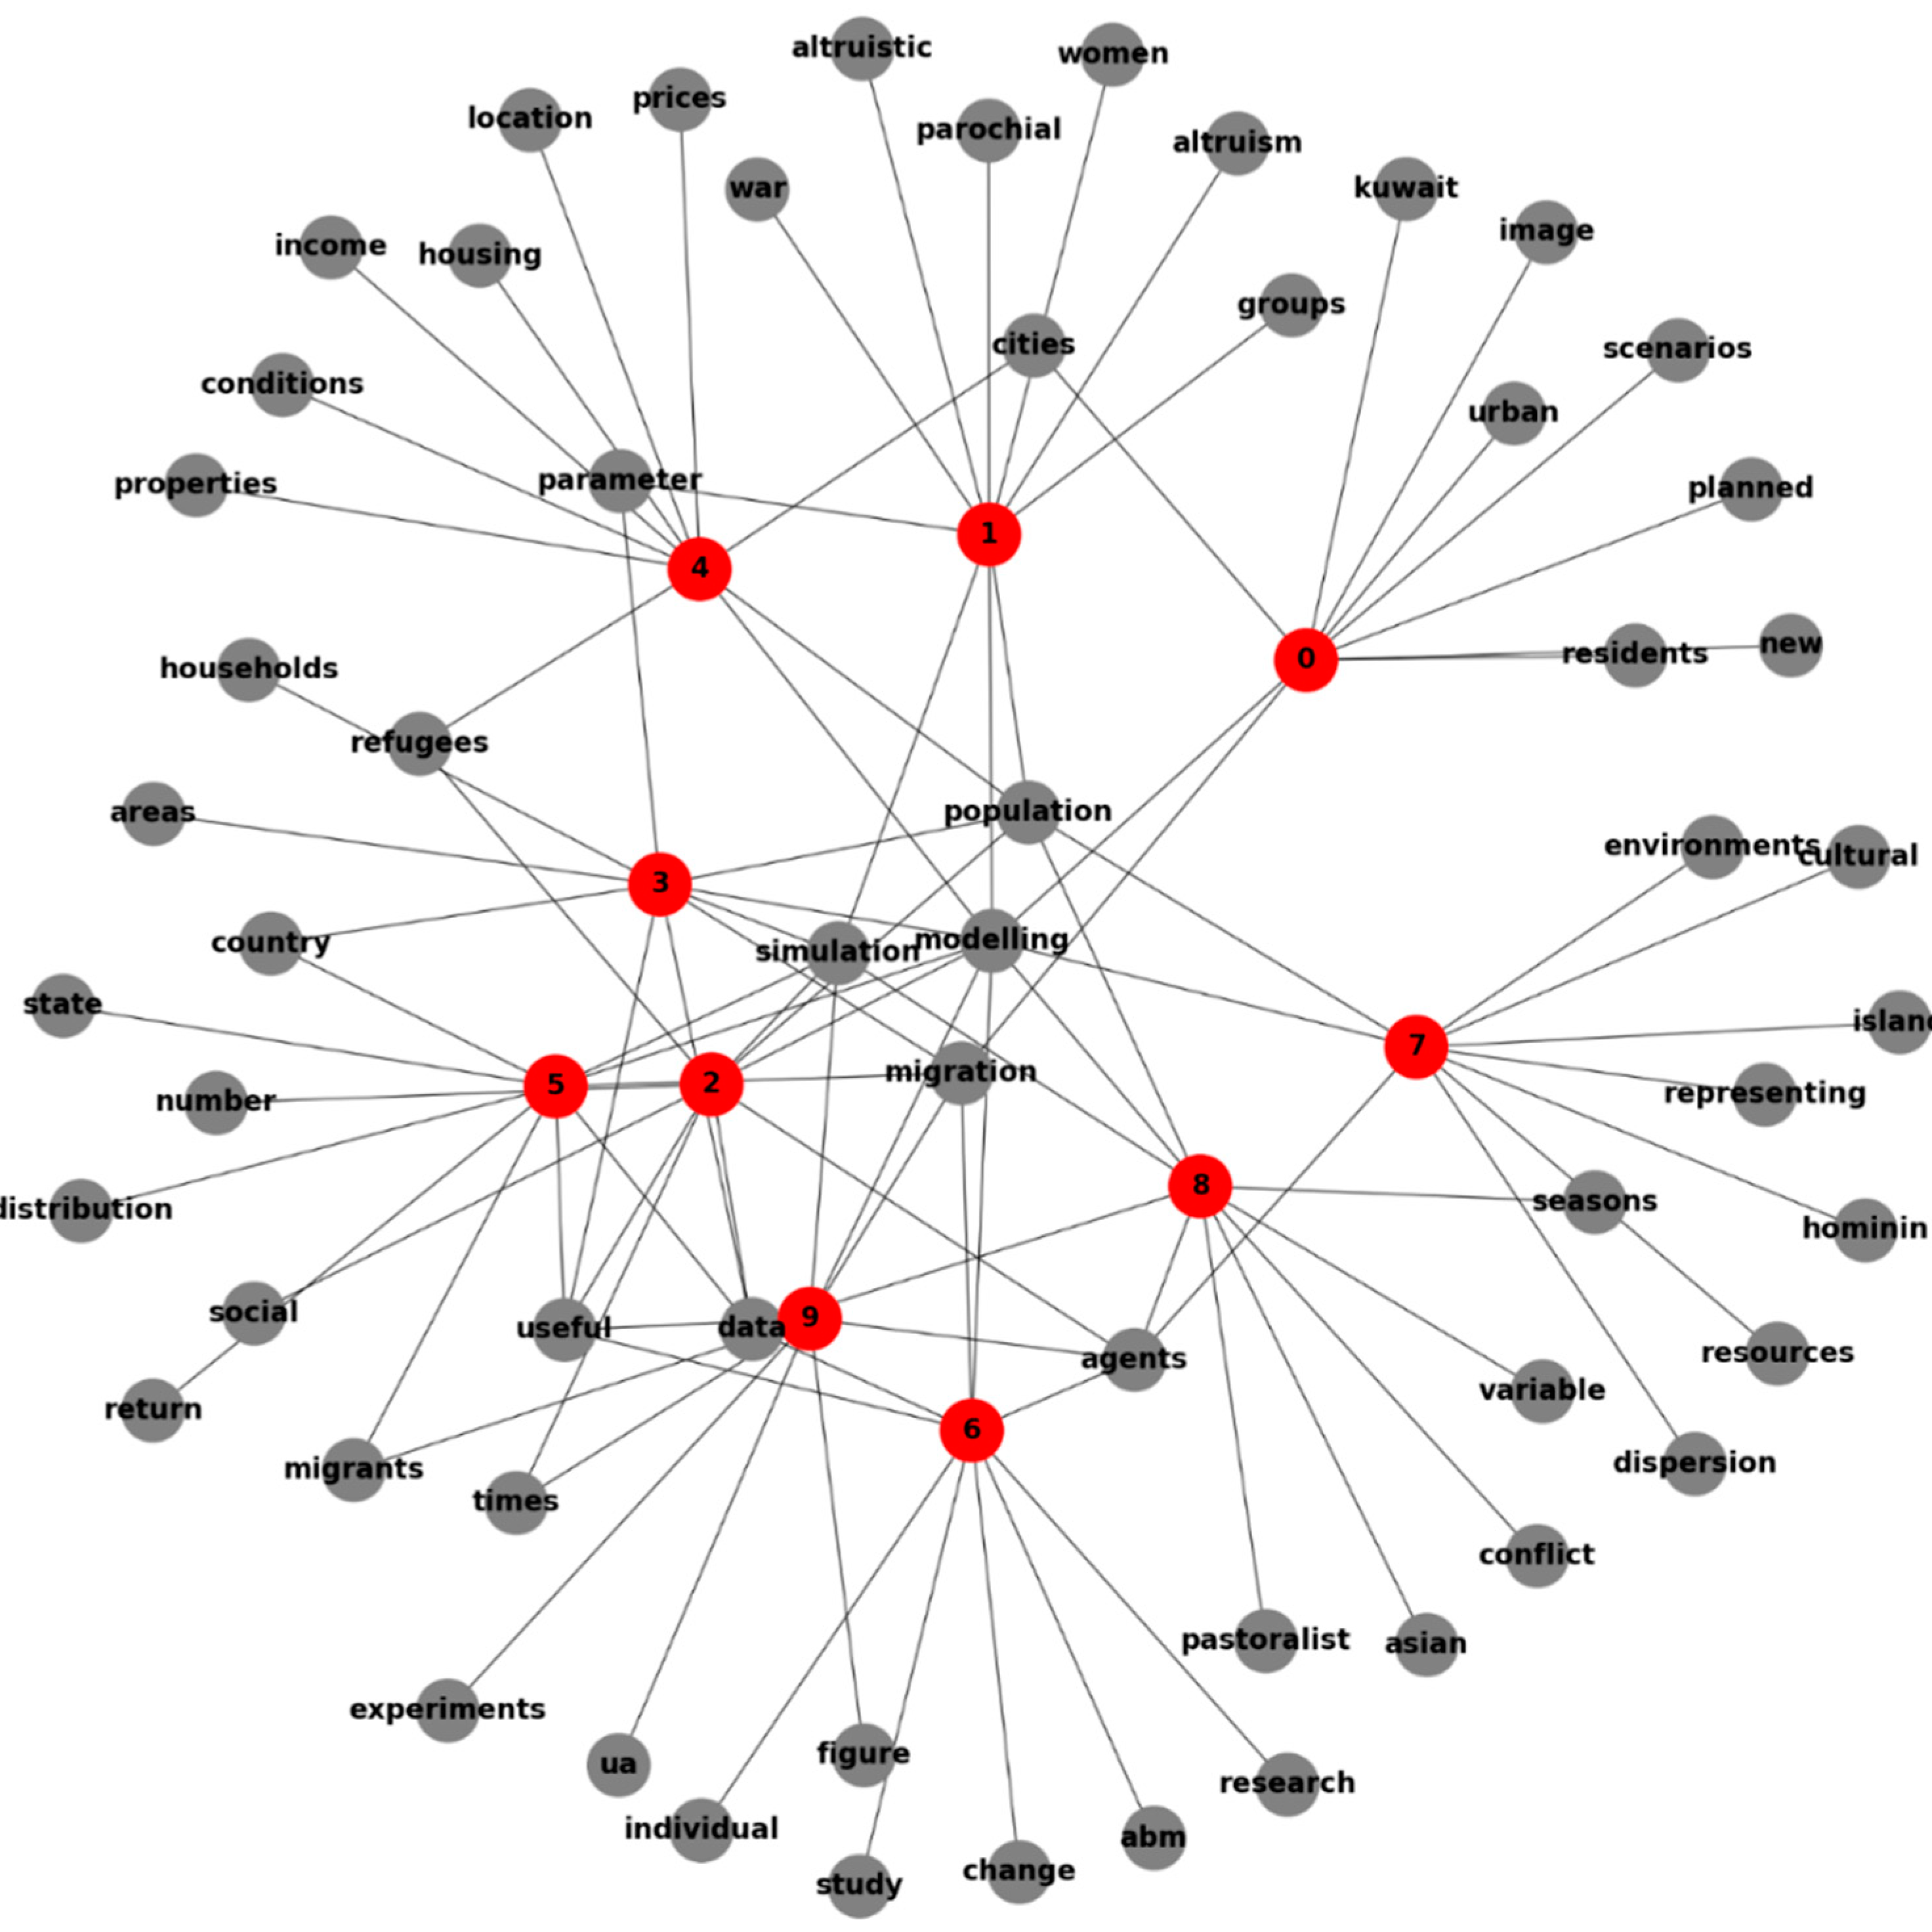 altruistic
women
prices
location
parochial
altruism
war
kuwait
image
income
housing
groups
cities
scenarios
conditions
urban
parameter
properties
planned
1
4
new
residents
0
households
refugees
population
areas
environments
cultural
3
country
modelling
simulation
state
island
7
migration
5
2
representing
number
8
seasons
distribution
hominin
social
9
useful
data
resources
agents
variable
return
6
migrants
dispersion
times
conflict
pastoralist
asian
experiments
figure
ua
research
individual
abm
change
study